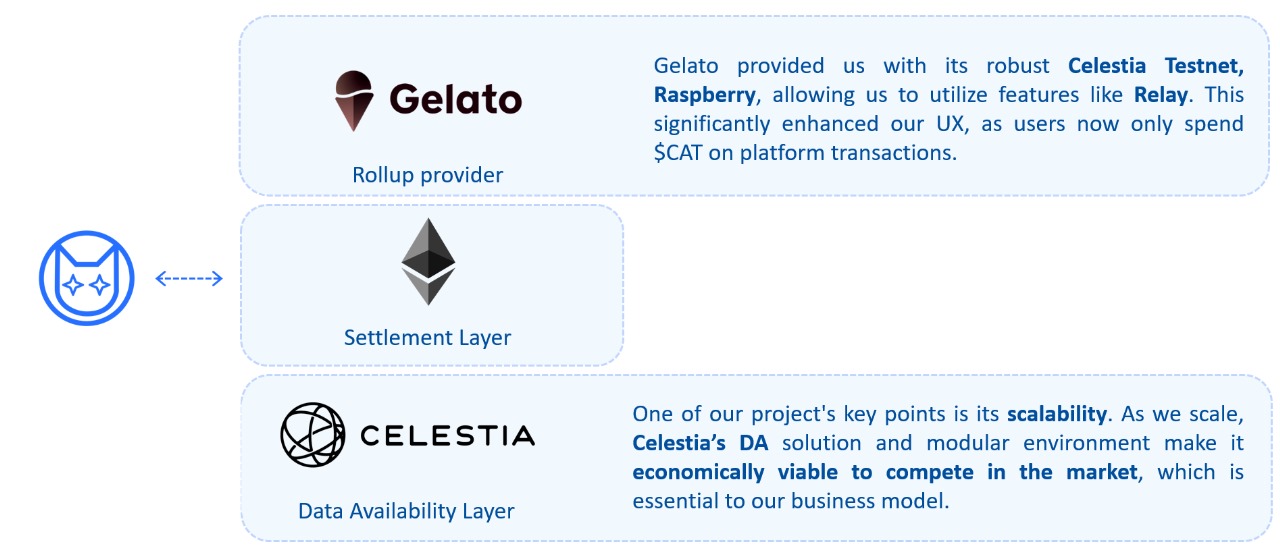 Gelato
Rollup provider
Gelato provided us with its robust Celestia Testnet,
Raspberry, allowing us to utilize features like Relay. This
significantly enhanced our UX, as users now only spend
$CAT on platform transactions.
Settlement Layer
CELESTIA
Data Availability Layer
One of our project's key points is its scalability. As we scale,
Celestia’s DA solution and modular environment make it
economically viable to compete in the market, which is
essential to our business model.